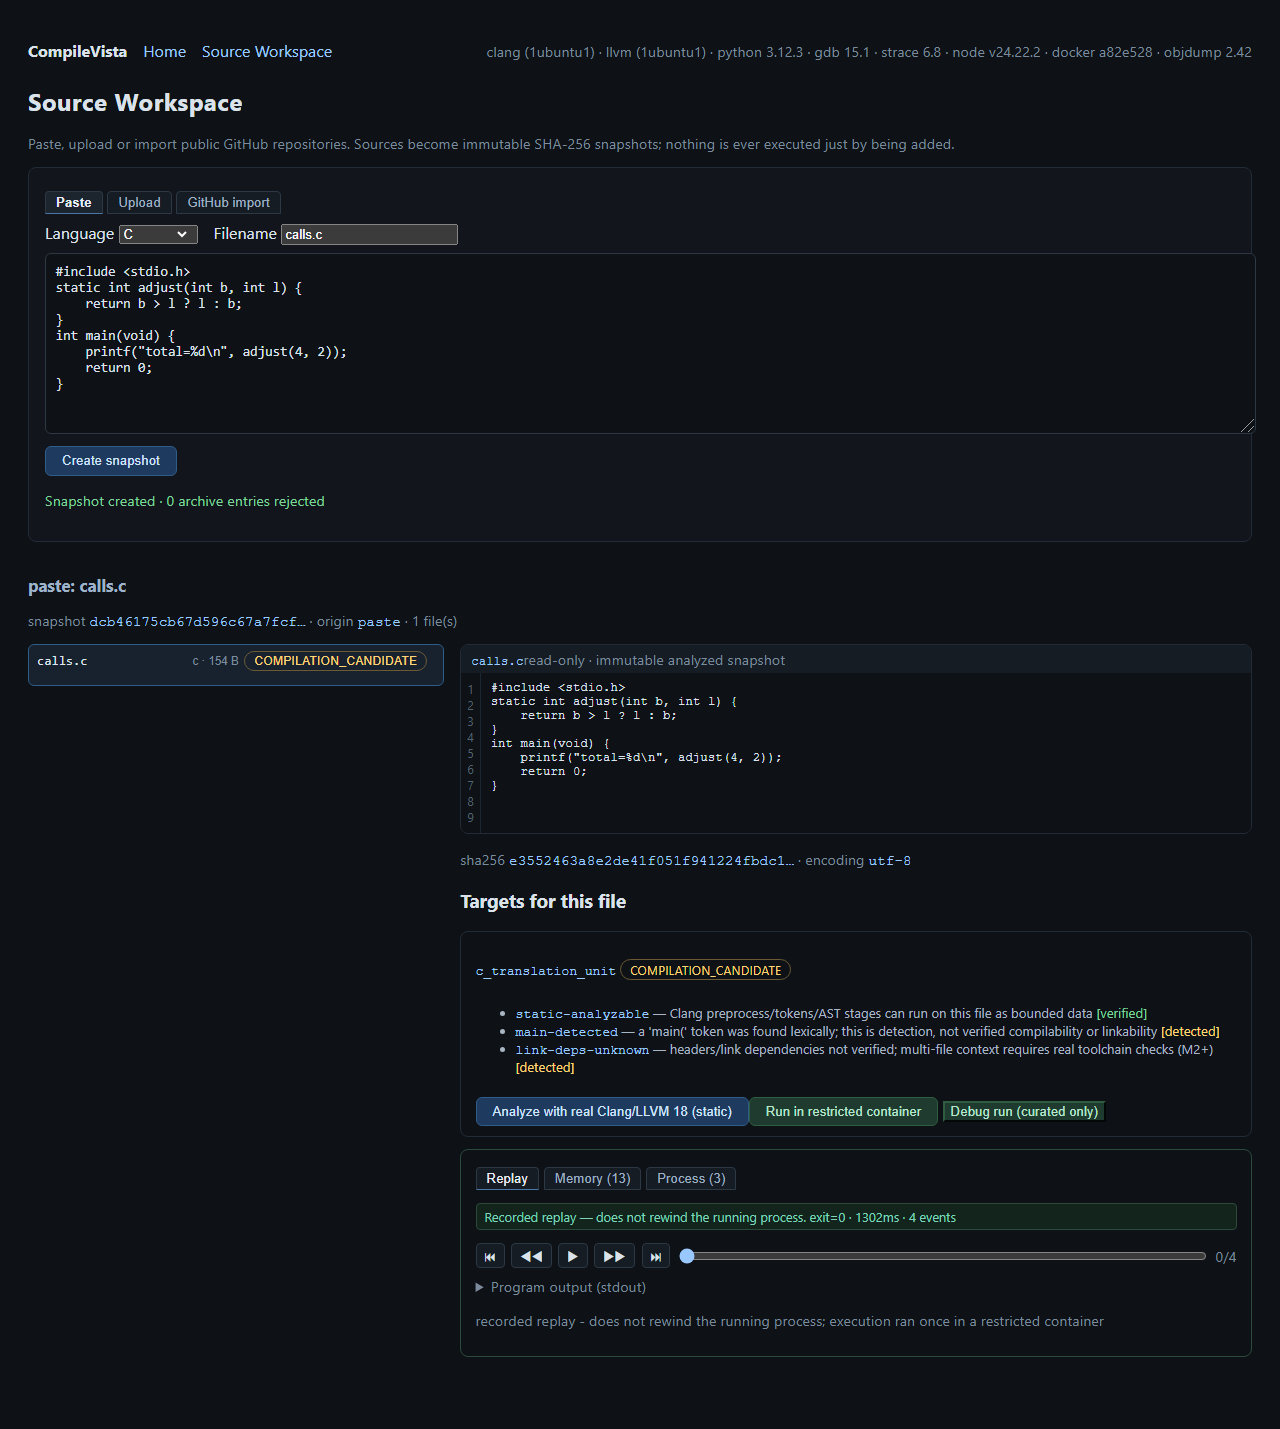 CompileVista Home Source Workspace clang (1ubuntu1) · llvm (1ubuntu1) · python 3.12.3 · gdb 15.1 · strace 6.8 · node v24.22.2 · docker a82e528 · objdump 2.42
Source Workspace
Paste, upload or import public GitHub repositories. Sources become immutable SHA-256 snapshots; nothing is ever executed just by being added.
Paste Upload GitHub import
Language C Filename calls.c
#include <stdio.h>
static int adjust(int b, int l) {
    return b > l ? l : b;
}
int main(void) {
    printf("total=%d\n", adjust(4, 2));
    return 0;
}
Create snapshot
Snapshot created · 0 archive entries rejected
paste: calls.c
snapshot dcb46175cb67d596c67a7fcf… · origin paste · 1 file(s)
calls.c c · 154 B COMPILATION_CANDIDATE
calls.cread-only · immutable analyzed snapshot
1 #include <stdio.h>
2 static int adjust(int b, int l) {
3     return b > l ? l : b;
4 }
5 int main(void) {
6     printf("total=%d\n", adjust(4, 2));
7     return 0;
8 }
9
sha256 e3552463a8e2de41f051f941224fbdc1… · encoding utf-8
Targets for this file
c_translation_unit COMPILATION_CANDIDATE
• static-analyzable — Clang preprocess/tokens/AST stages can run on this file as bounded data [verified]
• main-detected — a 'main(' token was found lexically; this is detection, not verified compilability or linkability [detected]
• link-deps-unknown — headers/link dependencies not verified; multi-file context requires real toolchain checks (M2+)
[detected]
Analyze with real Clang/LLVM 18 (static) Run in restricted container Debug run (curated only)
Replay Memory (13) Process (3)
Recorded replay — does not rewind the running process. exit=0 · 1302ms · 4 events
⏮ ◀◀ ▶ ▶▶ ⏭ 0/4
▶ Program output (stdout)
recorded replay - does not rewind the running process; execution ran once in a restricted container